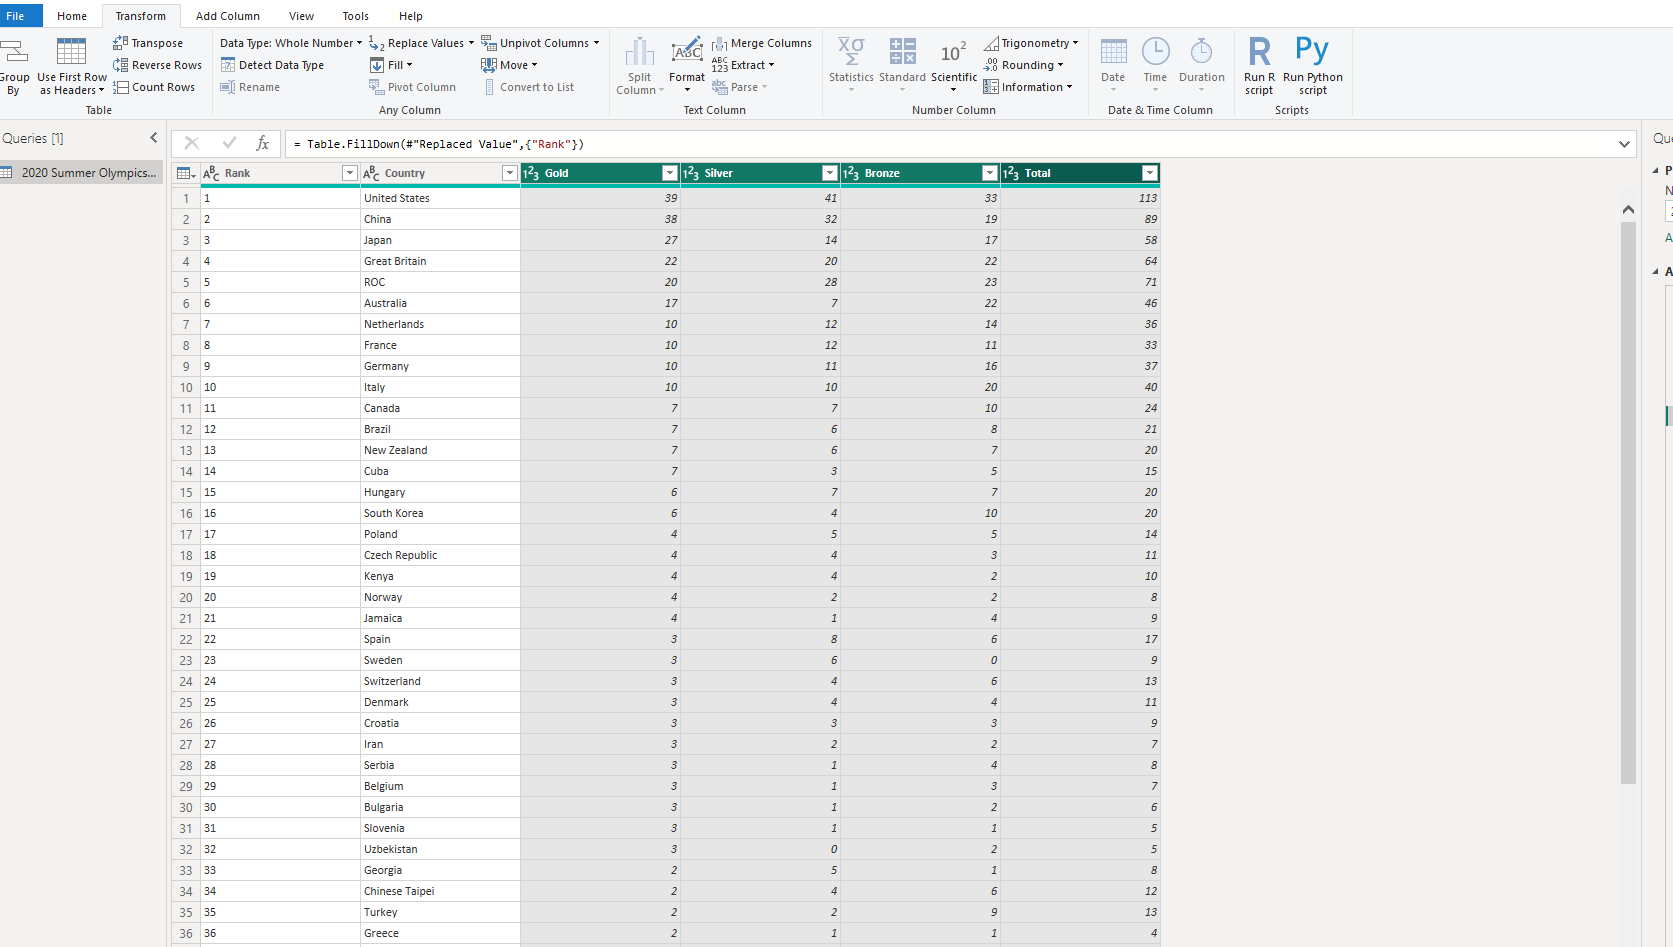 File Home Transform Add Column View Tools Help
Transpose Data Type: Whole Number Replace Values Unpivot Columns Merge Columns Trigonometry
Reverse Rows Detect Data Type Fill Move Extract Rounding
Group By Use First Row as Headers Count Rows Rename Pivot Column Convert to List Split Column Format Parse Statistics Standard Scientific Information Date Time Duration Run R script Run Python script
Table Any Column Text Column Number Column Date & Time Column Scripts
Queries [1] = Table.FillDown(#"Replaced Value",{"Rank"})
2020 Summer Olympics... Rank Country Gold Silver Bronze Total
1 1 United States 39 41 33 113
2 2 China 38 32 19 89
3 3 Japan 27 14 17 58
4 4 Great Britain 22 20 22 64
5 5 ROC 20 28 23 71
6 6 Australia 17 7 22 46
7 7 Netherlands 10 12 14 36
8 8 France 10 12 11 33
9 9 Germany 10 11 16 37
10 10 Italy 10 10 20 40
11 11 Canada 7 7 10 24
12 12 Brazil 7 6 8 21
13 13 New Zealand 7 6 7 20
14 14 Cuba 7 3 5 15
15 15 Hungary 6 7 7 20
16 16 South Korea 6 4 10 20
17 17 Poland 4 5 5 14
18 18 Czech Republic 4 4 3 11
19 19 Kenya 4 4 2 10
20 20 Norway 4 2 2 8
21 21 Jamaica 4 1 4 9
22 22 Spain 3 8 6 17
23 23 Sweden 3 6 0 9
24 24 Switzerland 3 4 6 13
25 25 Denmark 3 4 4 11
26 26 Croatia 3 3 3 9
27 27 Iran 3 2 2 7
28 28 Serbia 3 1 4 8
29 29 Belgium 3 1 3 7
30 30 Bulgaria 3 1 2 6
31 31 Slovenia 3 1 1 5
32 32 Uzbekistan 3 0 2 5
33 33 Georgia 2 5 1 8
34 34 Chinese Taipei 2 4 6 12
35 35 Turkey 2 2 9 13
36 36 Greece 2 1 1 4